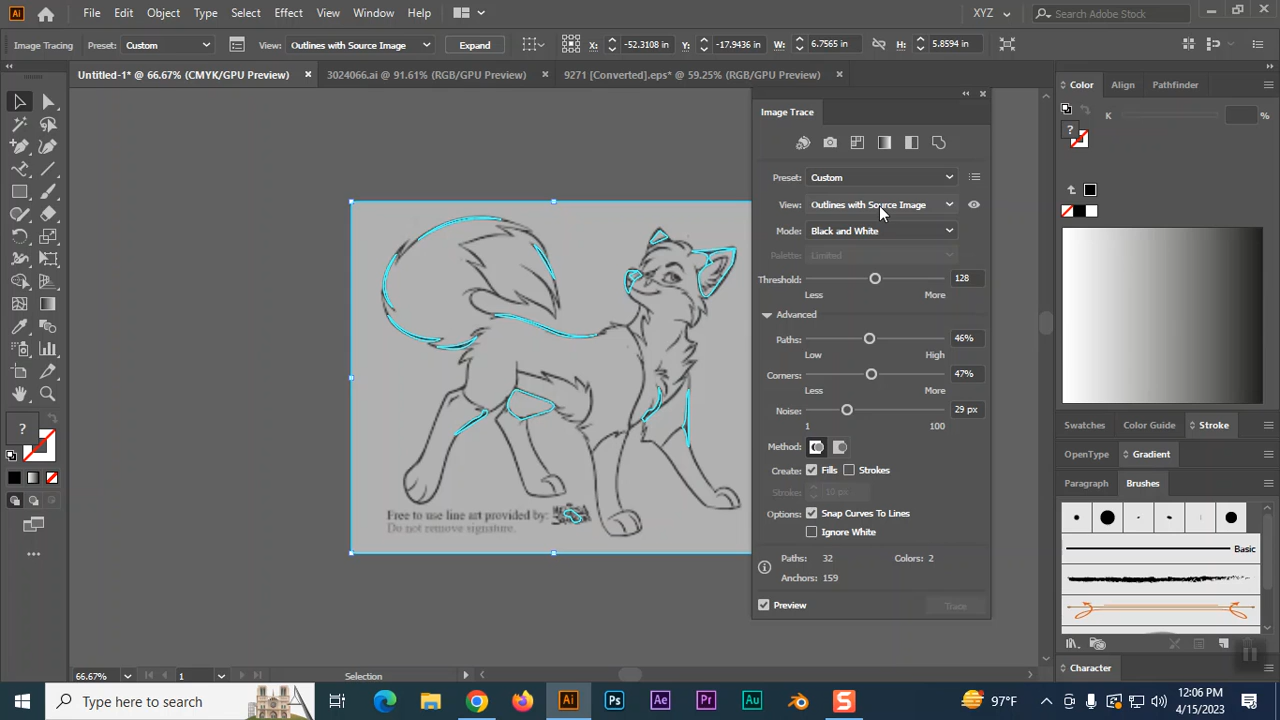 Ai File Edit Object Type Select Effect View Window Help XYZ Search Adobe Stock
Image Tracing Preset: Custom View: Outlines with Source Image Expand X: -52.3108 in Y: -17.9436 in W: 6.7565 in H: 5.8594 in
Untitled-1* @ 66.67% (CMYK/GPU Preview) 3024066.ai @ 91.61% (RGB/GPU Preview) 9271 [Converted].eps* @ 59.25% (RGB/GPU Preview)
Color Align Pathfinder
K %
Image Trace
Preset: Custom
View: Outlines with Source Image
Mode: Black and White
Palette: Limited
Threshold: 128
Less More
Advanced
Paths: 46%
Low High
Corners: 47%
Less More
Noise: 29 px
1 100
Method:
Create: Fills Strokes
Strokes: 10 px
Options: Snap Curves To Lines
Ignore White
Paths: 32 Colors: 2
Anchors: 159
Preview Trace
Free to use line art provided by:
Do not remove signature.
Swatches Color Guide Stroke
OpenType Gradient
Paragraph Brushes
Basic
Character
66.67% 1 Selection
Type here to search
Ai Ps Ae Pr Au S
97°F
12:06 PM
4/15/2023